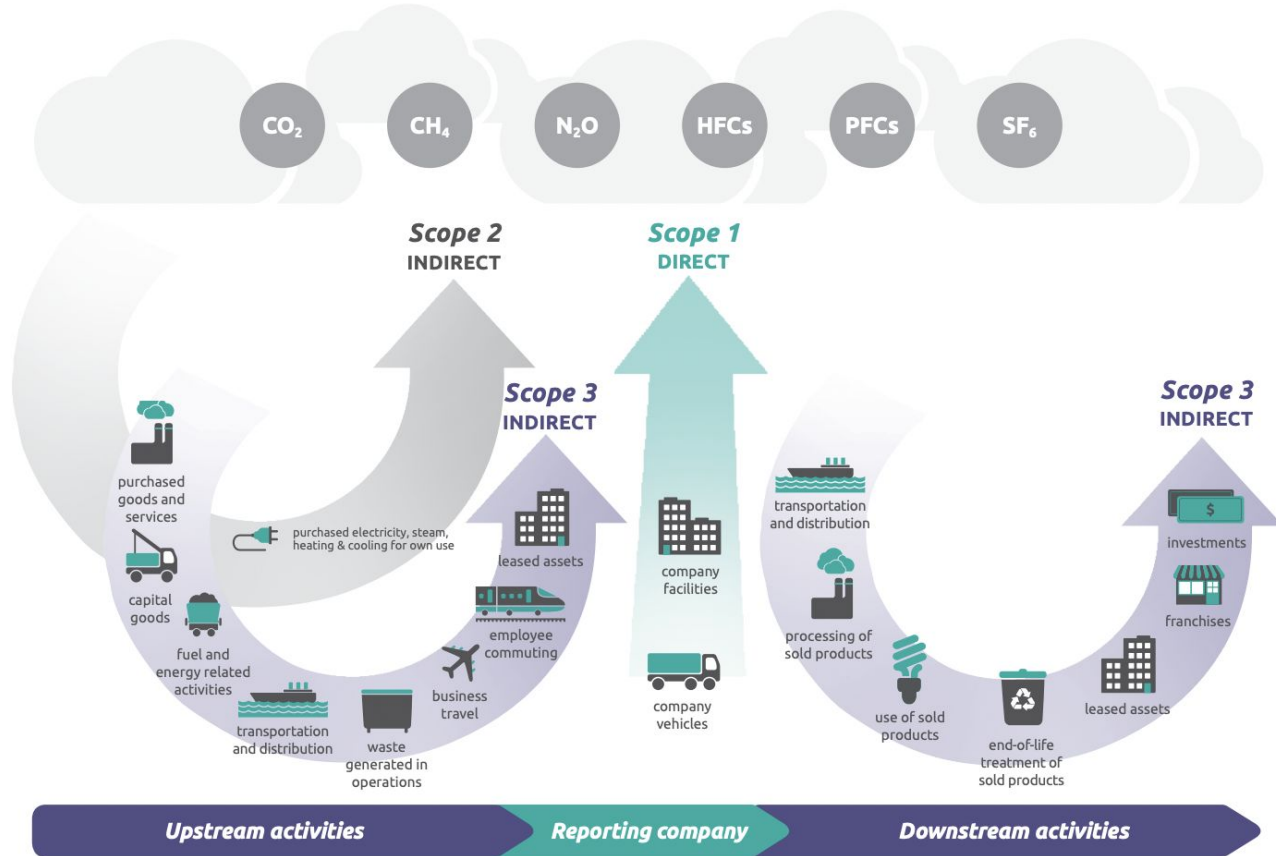 CO₂
CH₄
N₂O
HFCs
PFCs
SF₆
Scope 2
INDIRECT
Scope 1
DIRECT
Scope 3
INDIRECT
Scope 3
INDIRECT
purchased
goods and
services
capital
goods
fuel and
energy related
activities
transportation
and distribution
waste
generated in
operations
business
travel
employee
commuting
leased assets
purchased electricity, steam,
heating & cooling for own use
company
facilities
company
vehicles
transportation
and distribution
processing of
sold products
use of sold
products
end-of-life
treatment of
sold products
leased assets
franchises
$
investments
Upstream activities
Reporting company
Downstream activities